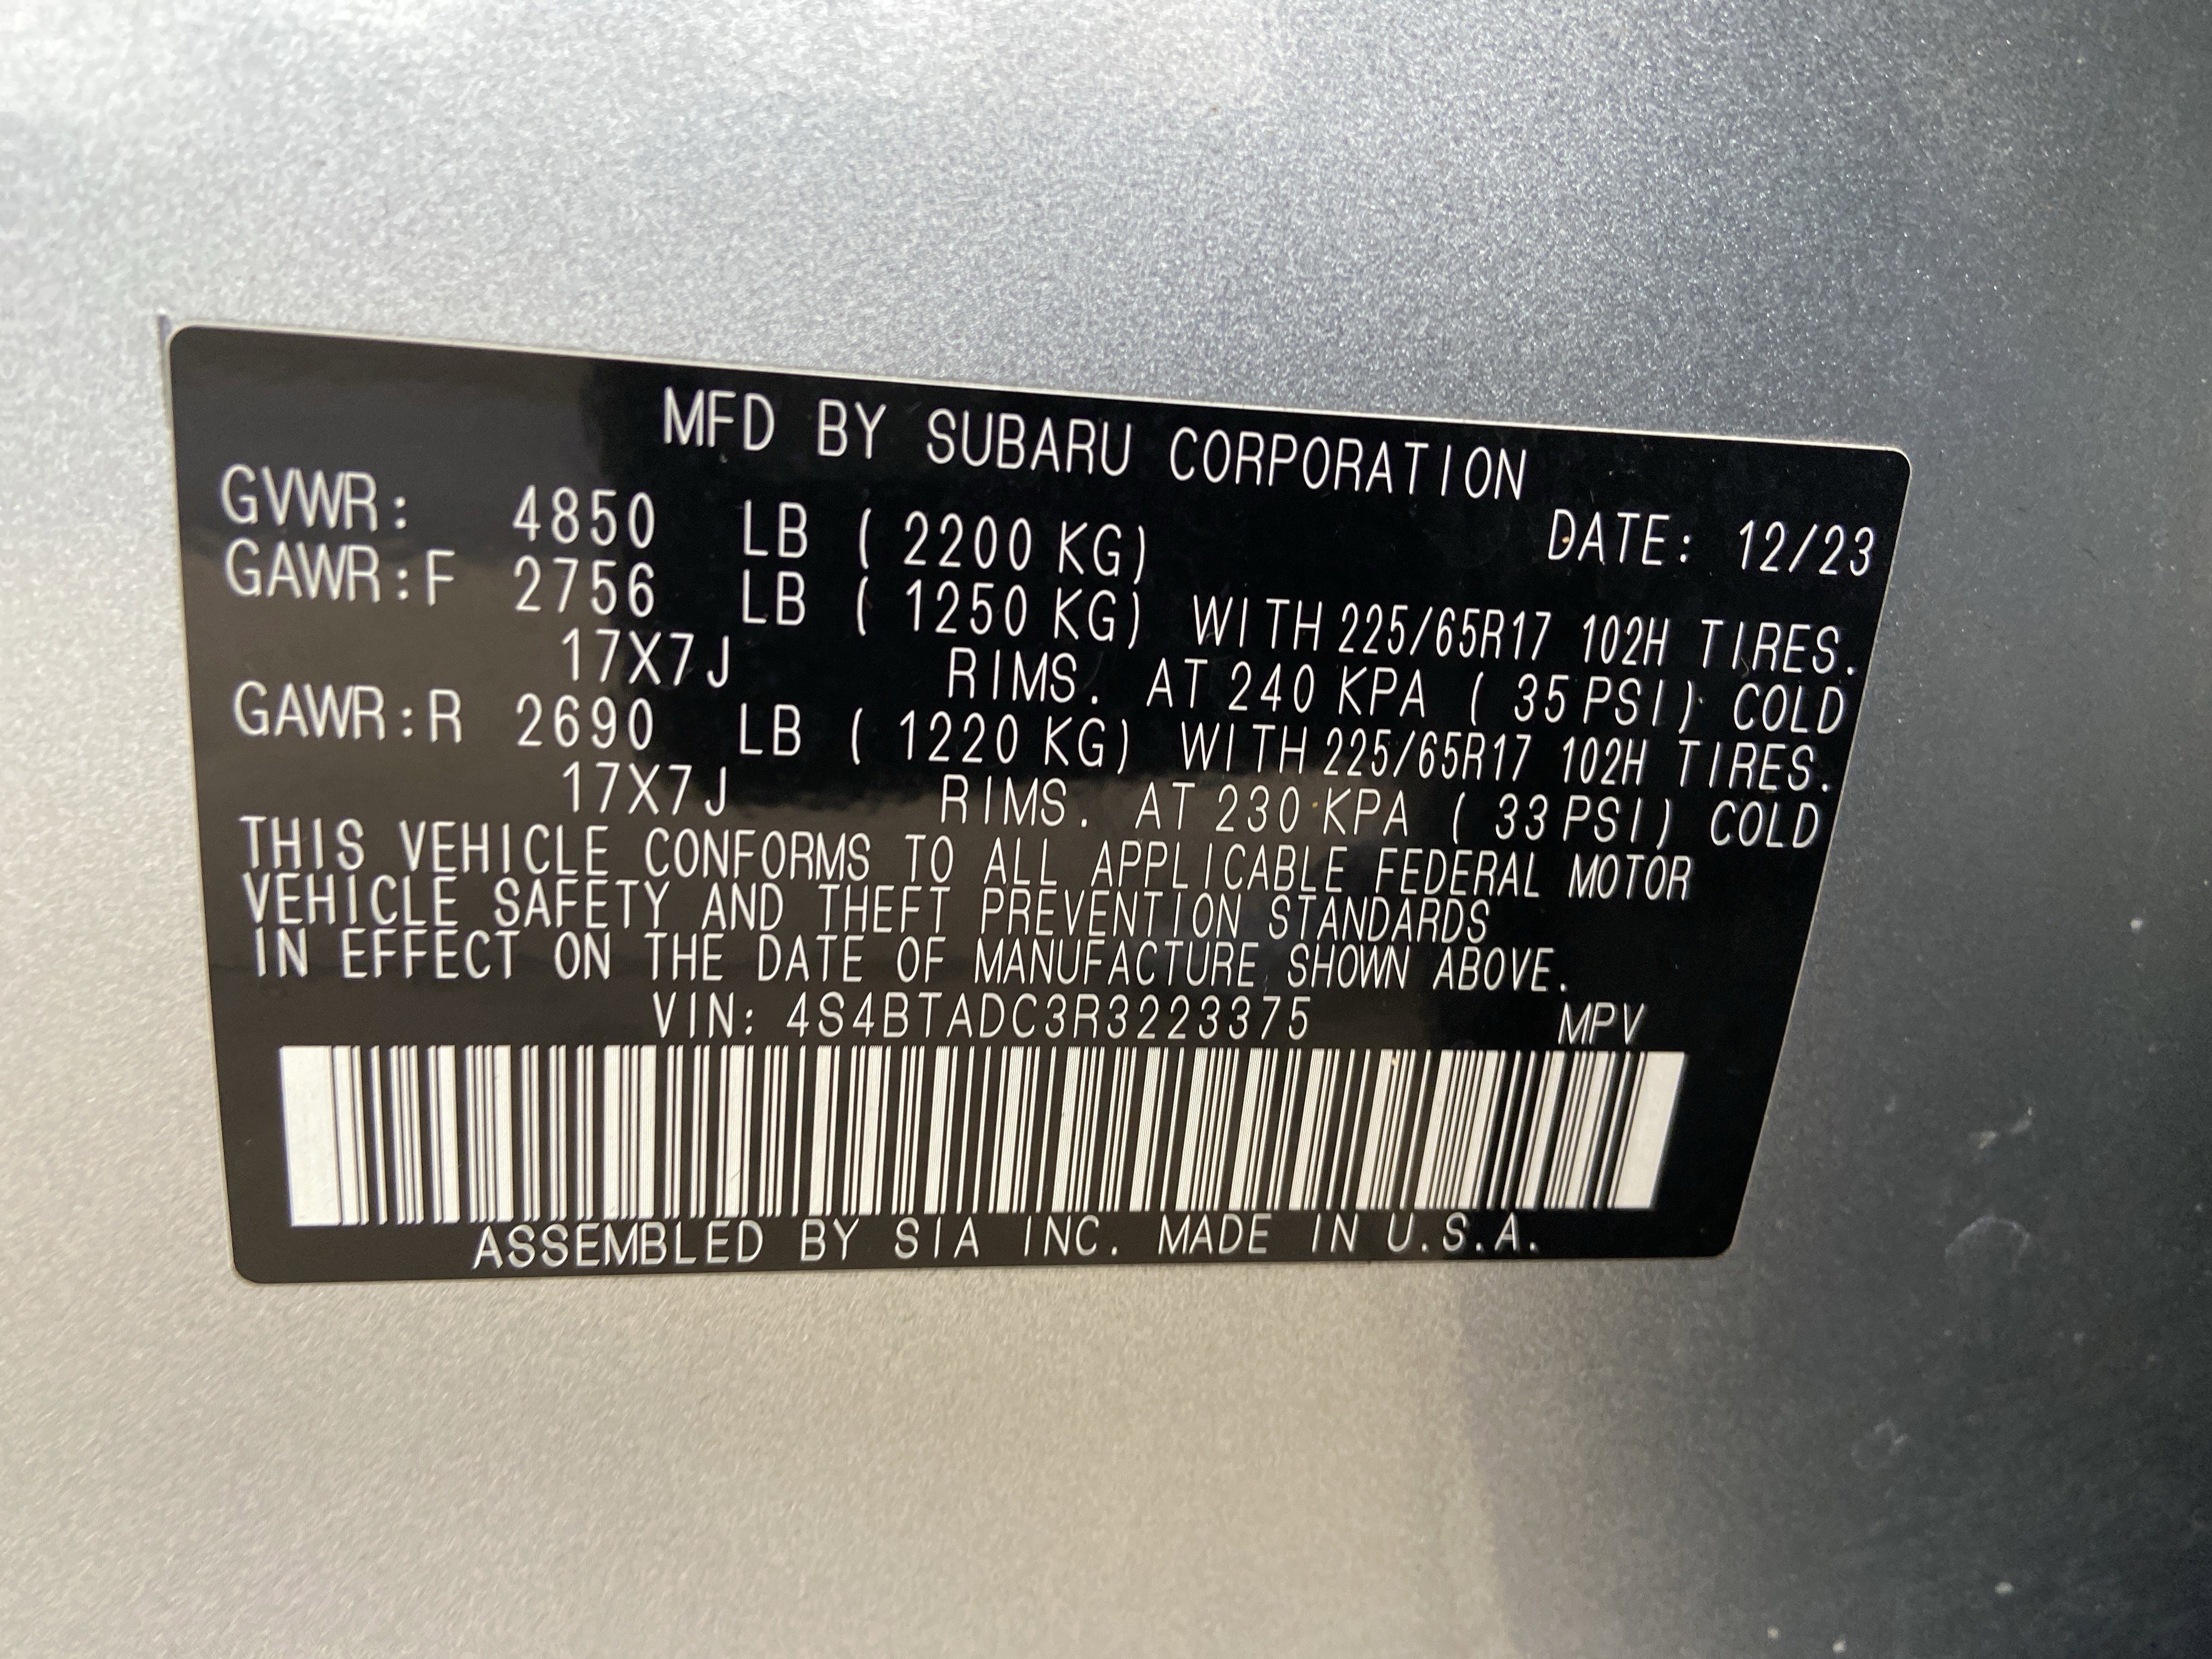 MFD BY SUBARU CORPORATION
GVWR: 4850 LB ( 2200 KG) DATE: 12/23
GAWR:F 2756 LB ( 1250 KG) WITH 225/65R17 102H TIRES.
17X7J RIMS. AT 240 KPA ( 35 PSI) COLD
GAWR:R 2690 LB ( 1220 KG) WITH 225/65R17 102H TIRES.
17X7J RIMS. AT 230 KPA ( 33 PSI) COLD
THIS VEHICLE CONFORMS TO ALL APPLICABLE FEDERAL MOTOR
VEHICLE SAFETY AND THEFT PREVENTION STANDARDS
IN EFFECT ON THE DATE OF MANUFACTURE SHOWN ABOVE.
VIN: 4S4BTADC3R3223375 MPV
ASSEMBLED BY SIA INC. MADE IN U.S.A.